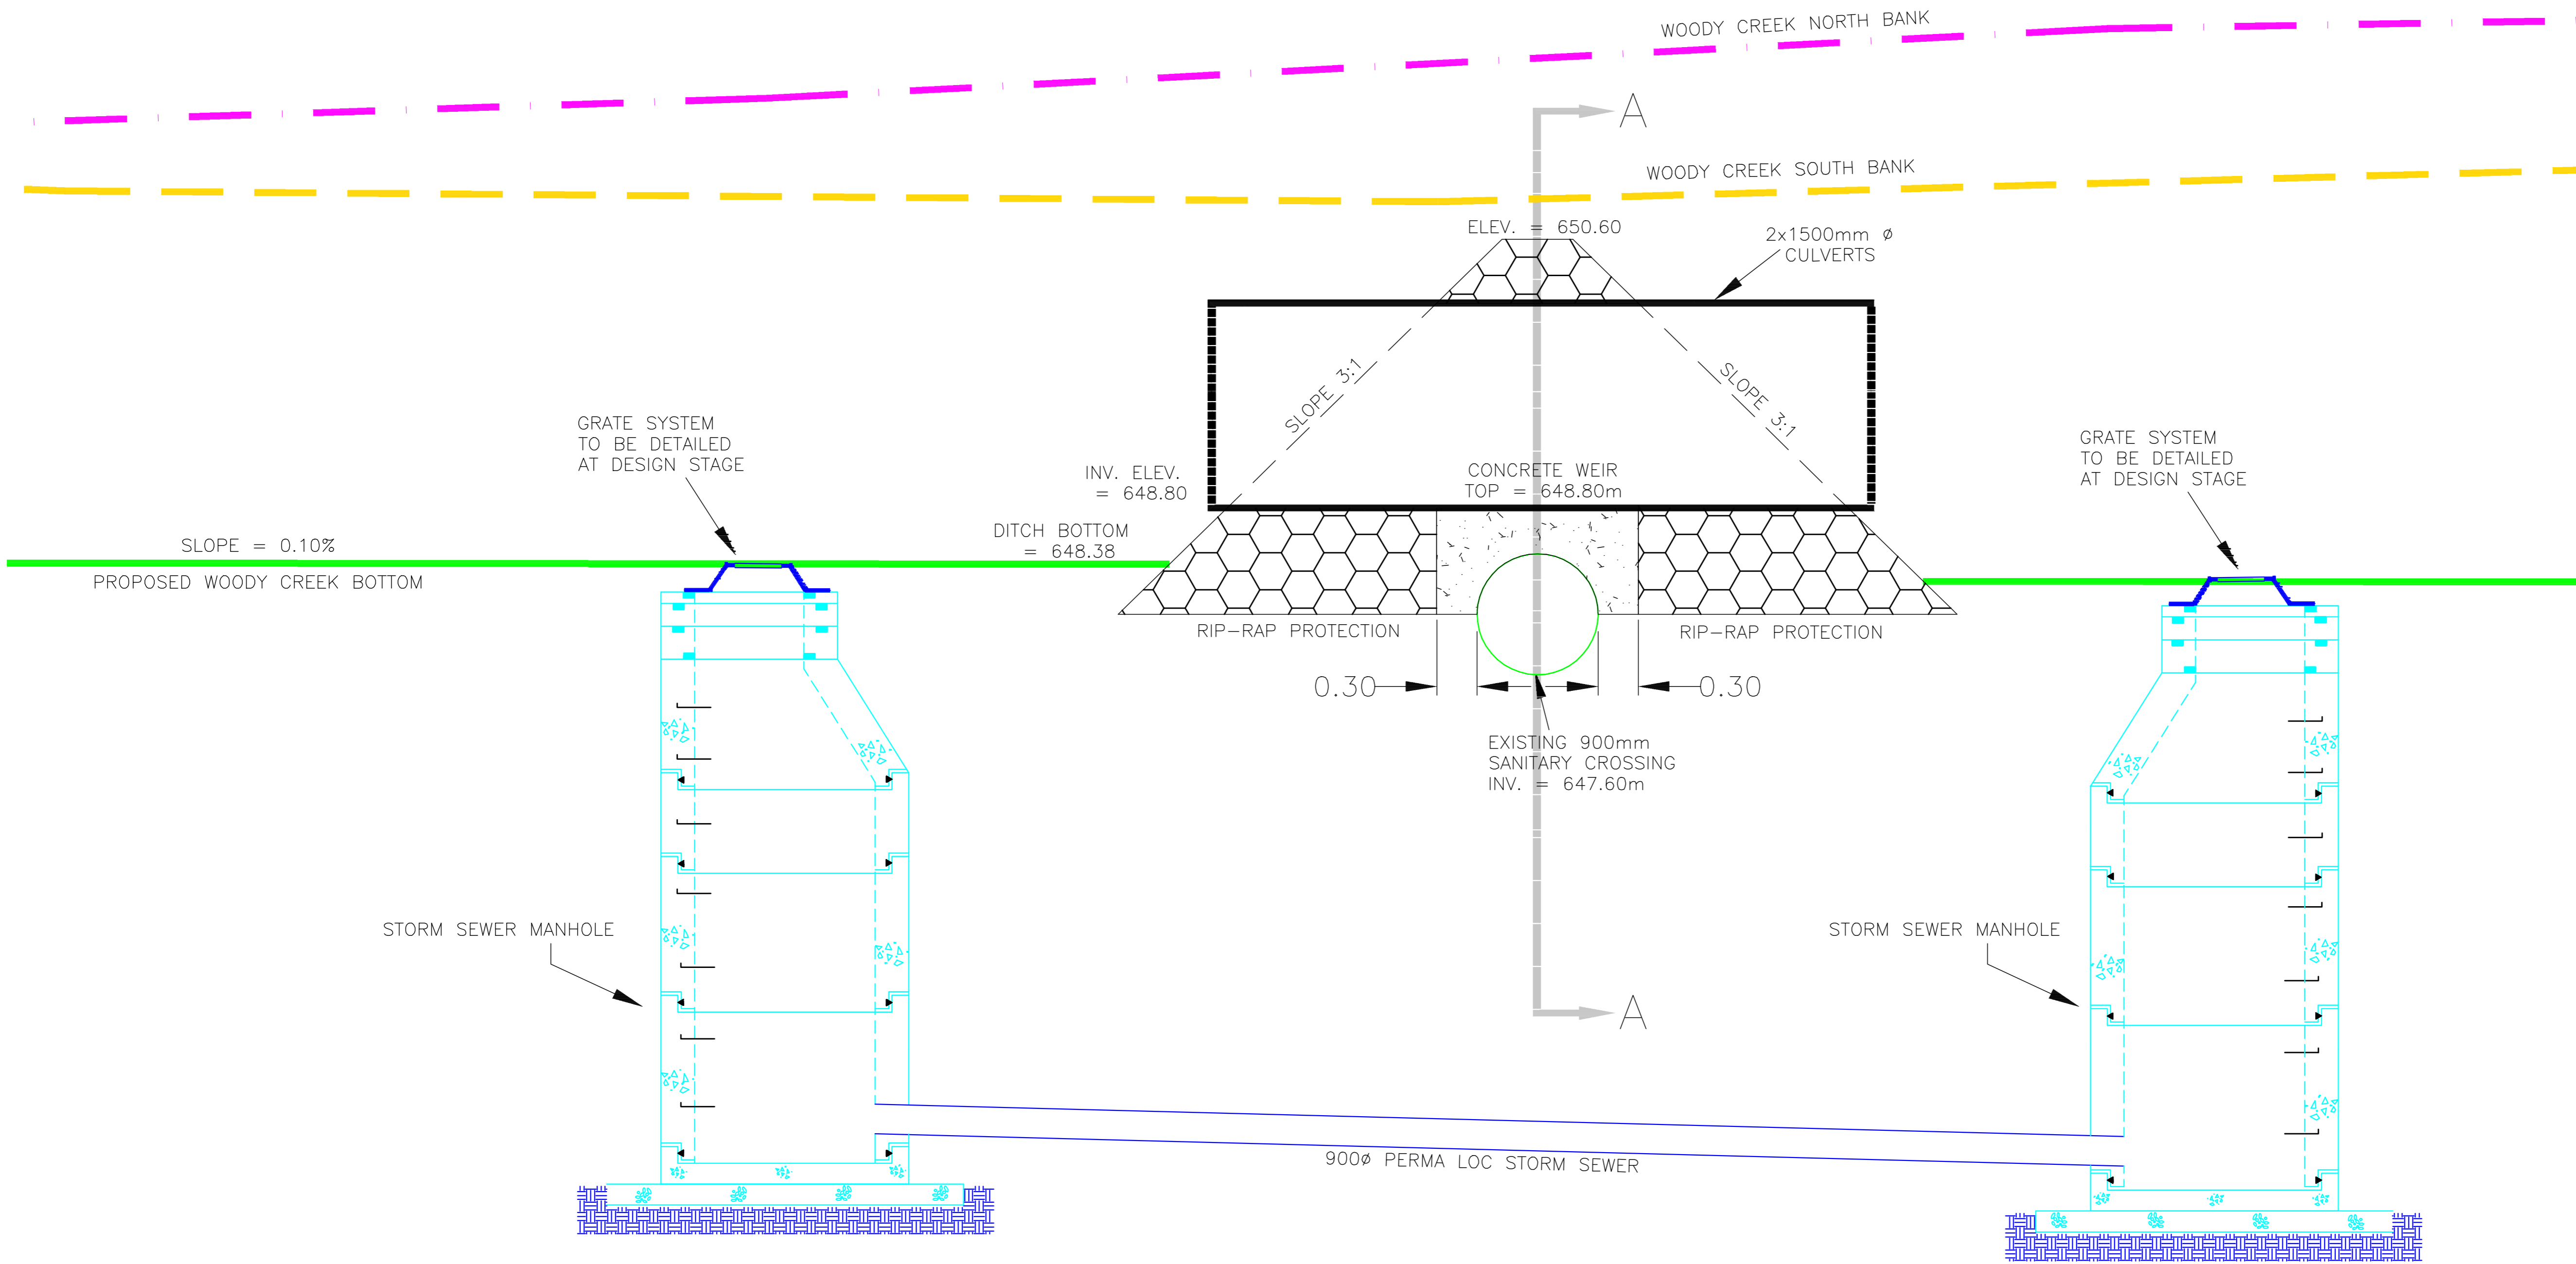 WOODY CREEK NORTH BANK
A
WOODY CREEK SOUTH BANK
ELEV. = 650.60
2x1500mm ø
CULVERTS
SLOPE 3:1
SLOPE 3:1
GRATE SYSTEM
TO BE DETAILED
AT DESIGN STAGE
GRATE SYSTEM
TO BE DETAILED
AT DESIGN STAGE
INV. ELEV.
= 648.80
CONCRETE WEIR
TOP = 648.80m
DITCH BOTTOM
= 648.38
SLOPE = 0.10%
PROPOSED WOODY CREEK BOTTOM
RIP-RAP PROTECTION
RIP-RAP PROTECTION
0.30
0.30
EXISTING 900mm
SANITARY CROSSING
INV. = 647.60m
STORM SEWER MANHOLE
STORM SEWER MANHOLE
A
900ø PERMA LOC STORM SEWER